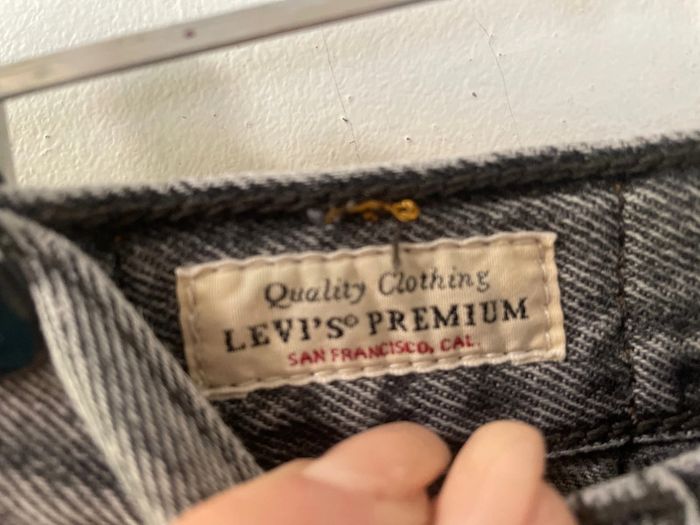 Quality Clothing
LEVI'S® PREMIUM
SAN FRANCISCO, CAL.